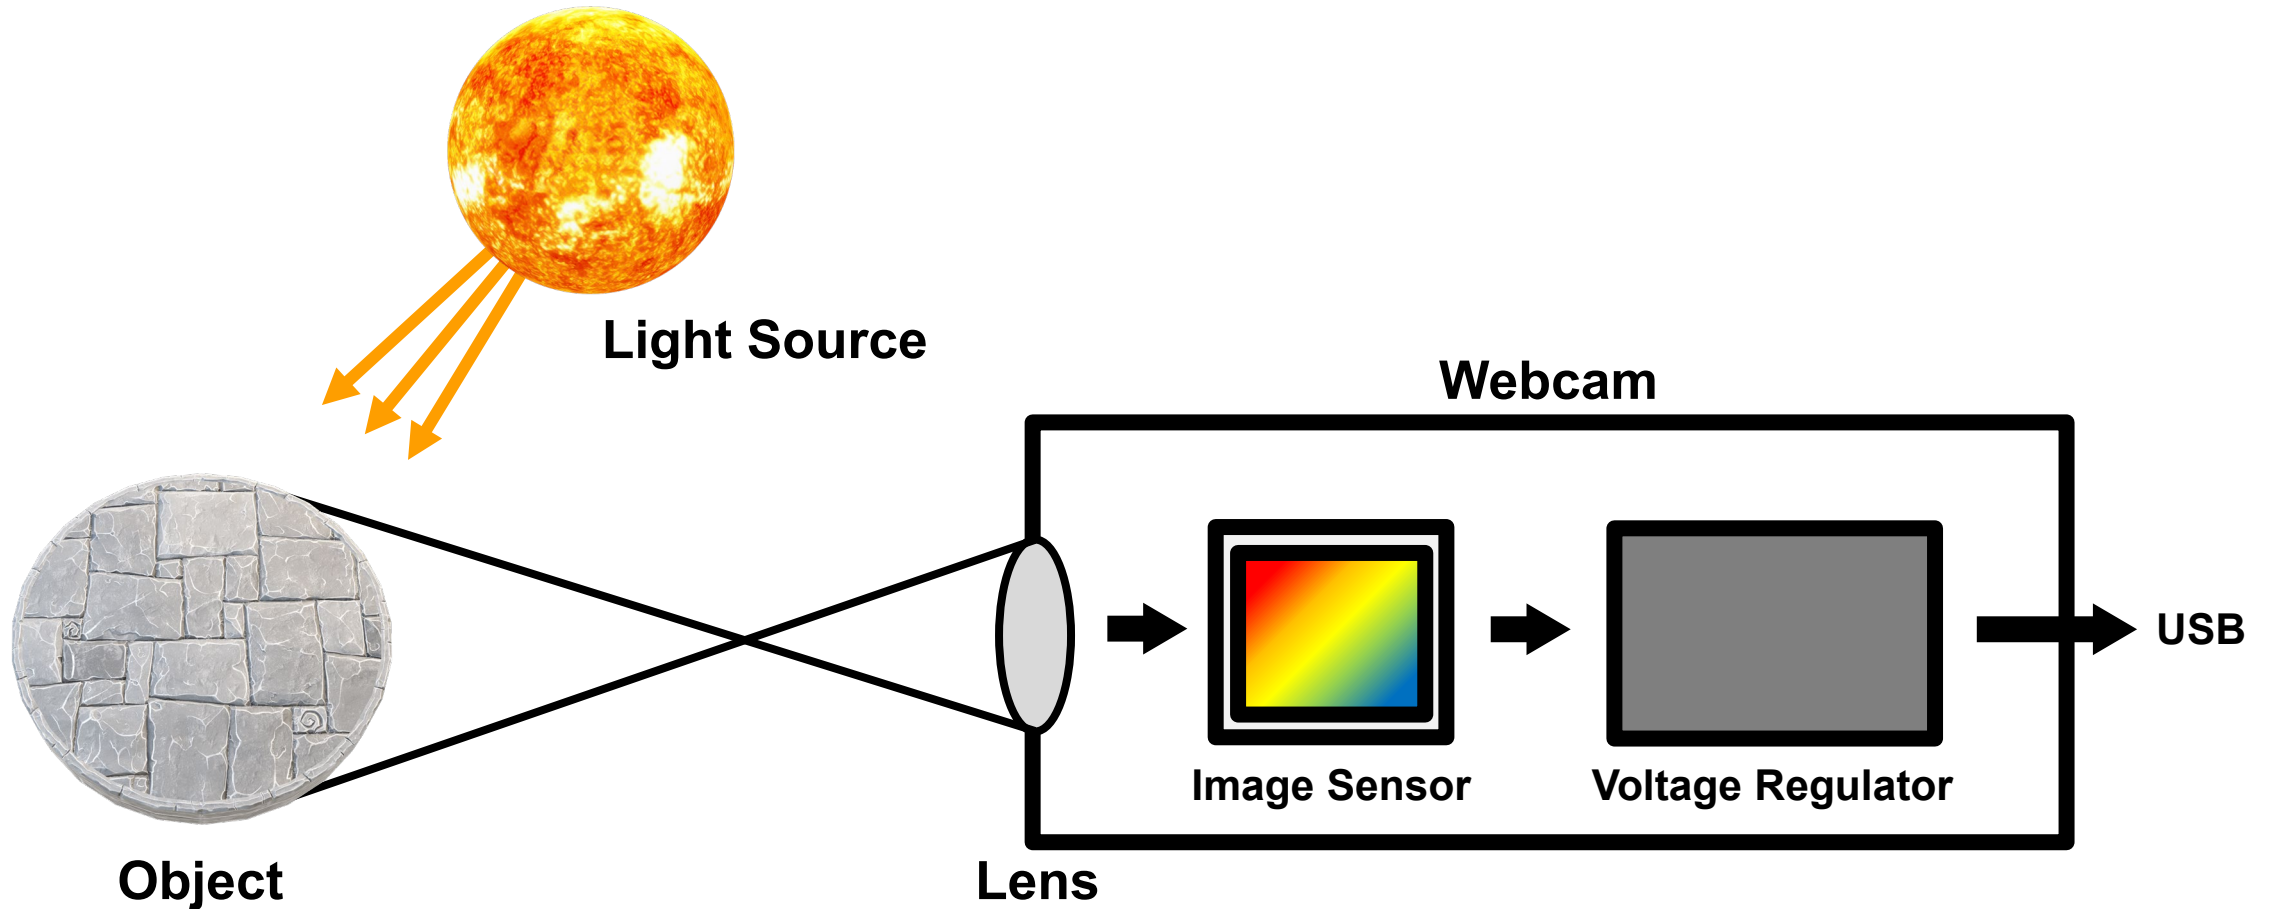 Light Source
Webcam
USB
Image Sensor
Voltage Regulator
Object
Lens